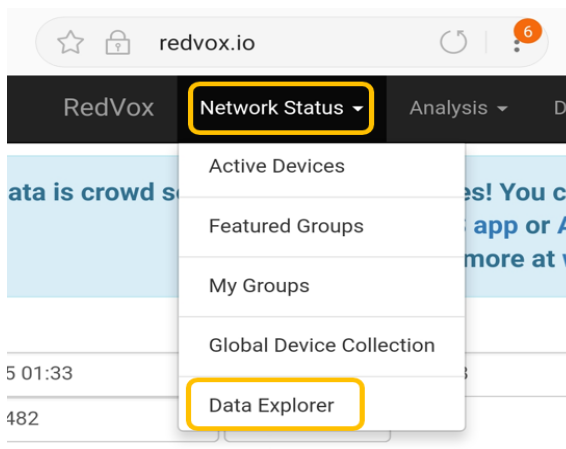 redvox.io
6
RedVox Network Status Analysis D
Active Devices
ata is crowd s es! You c
Featured Groups app or A
more at w
My Groups
Global Device Collection
5 01:33
Data Explorer
482